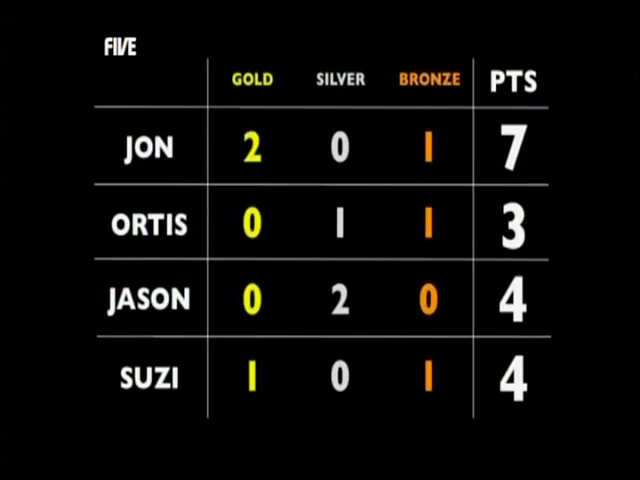 FIVE
GOLD SILVER BRONZE PTS
JON 2 0 1 7
ORTIS 0 1 1 3
JASON 0 2 0 4
SUZI 1 0 1 4